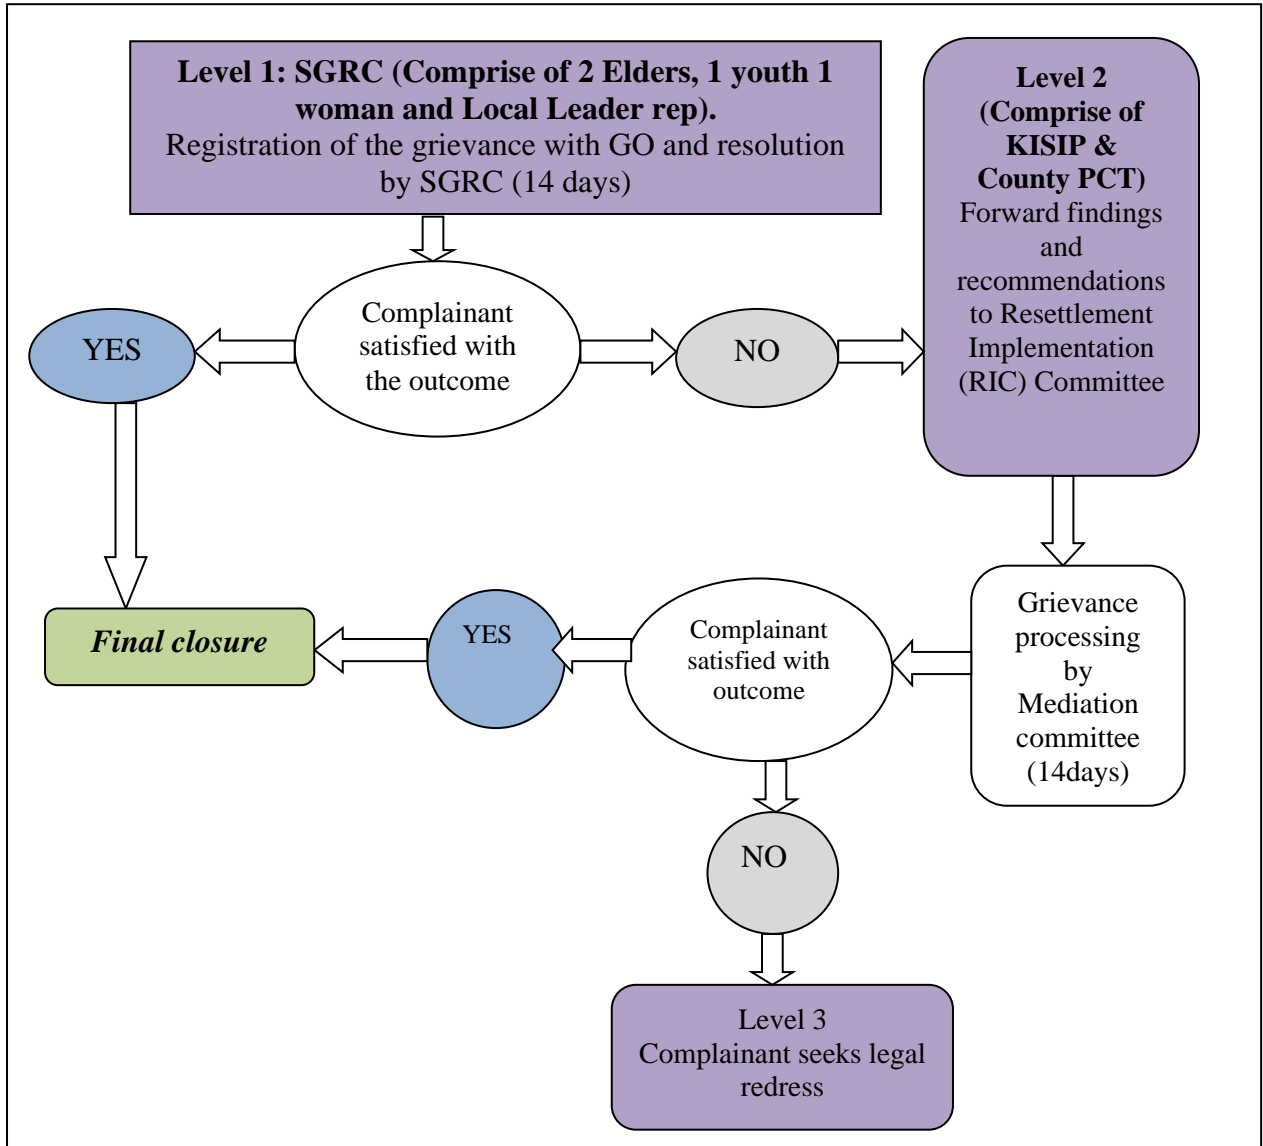 Level 1: SGRC (Comprise of 2 Elders, 1 youth 1
woman and Local Leader rep).
Registration of the grievance with GO and resolution
by SGRC (14 days)
Level 2
(Comprise of
KISIP &
County PCT)
Forward findings
and
recommendations
to Resettlement
Implementation
(RIC) Committee
Complainant
satisfied with
the outcome
YES
NO
Final closure
YES
Complainant
satisfied with
outcome
Grievance
processing
by
Mediation
committee
(14days)
NO
Level 3
Complainant seeks legal
redress